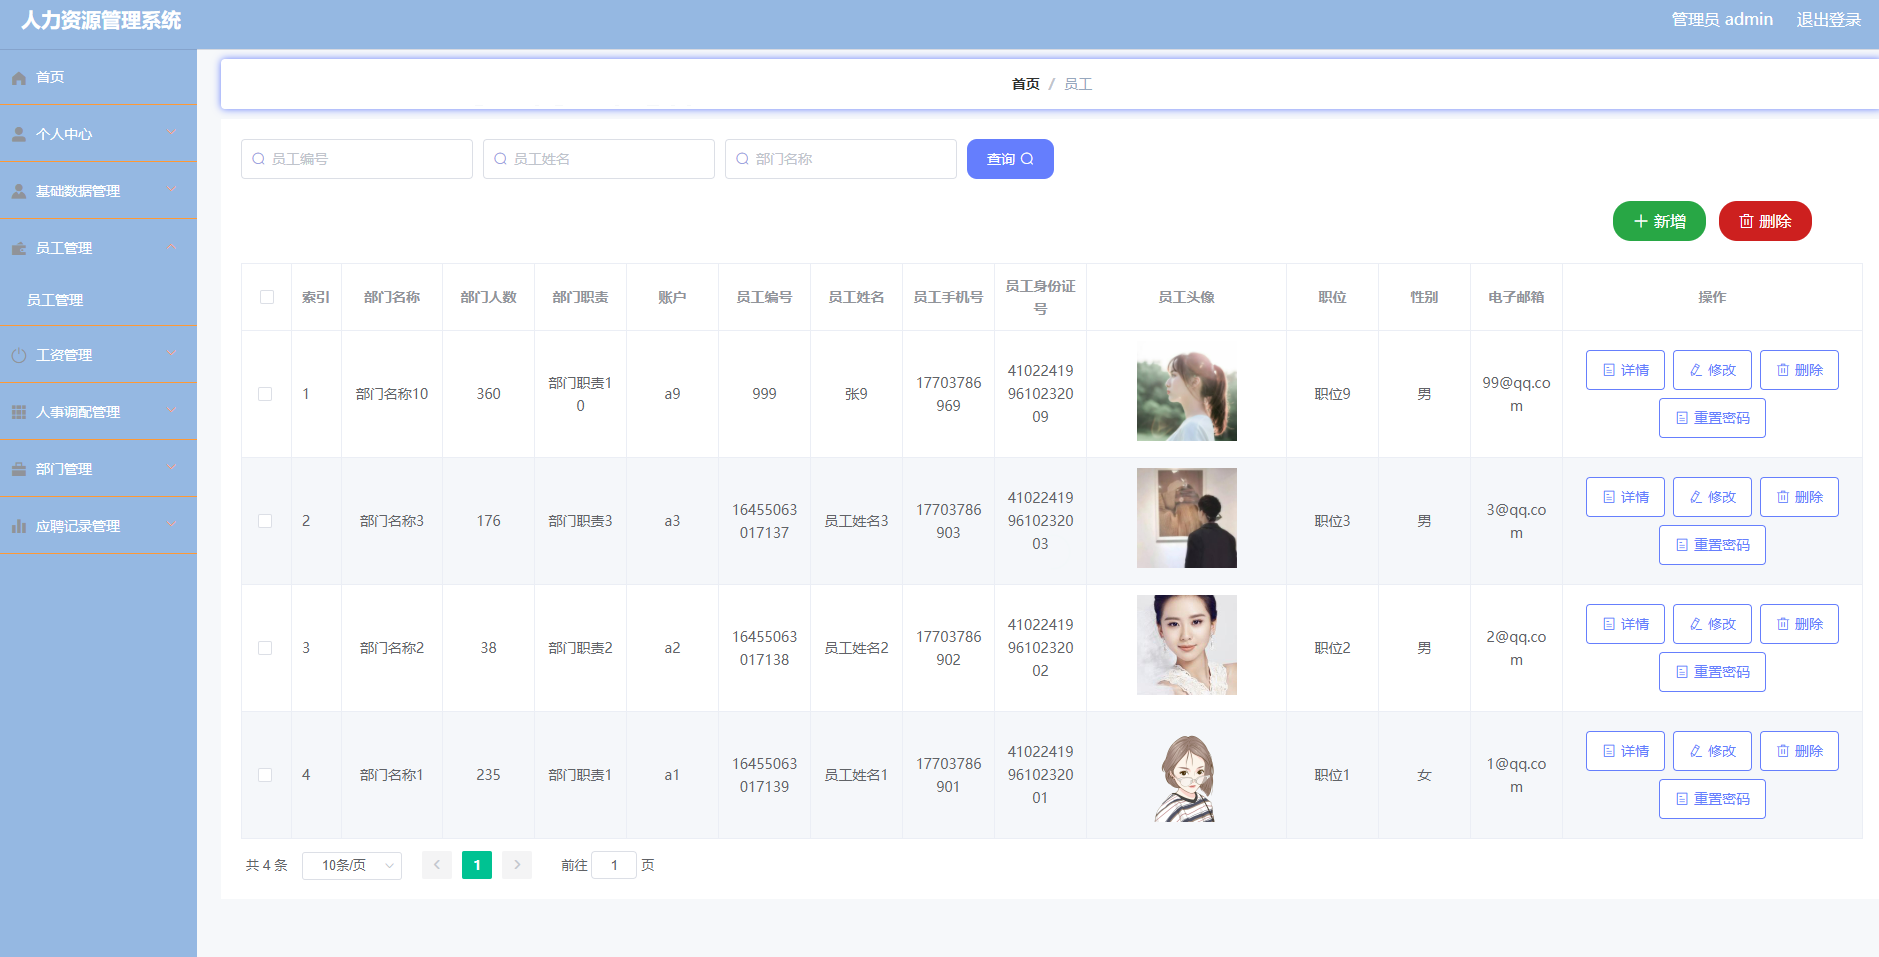 人力资源管理系统
管理员 admin 退出登录
首页
个人中心
基础数据管理
员工管理
员工管理
工资管理
人事调配管理
部门管理
应聘记录管理
首页 / 员工
员工编号 员工姓名 部门名称 查询
新增 删除
索引 部门名称 部门人数 部门职责 账户 员工编号 员工姓名 员工手机号 员工身份证号 员工头像 职位 性别 电子邮箱 操作
1 部门名称10 360 部门职责10 a9 999 张9 17703786969 410224199610232009 职位9 男 99@qq.com 详情 修改 删除
重置密码
2 部门名称3 176 部门职责3 a3 16455063017137 员工姓名3 17703786903 410224199610232003 职位3 男 3@qq.com 详情 修改 删除
重置密码
3 部门名称2 38 部门职责2 a2 16455063017138 员工姓名2 17703786902 410224199610232002 职位2 男 2@qq.com 详情 修改 删除
重置密码
4 部门名称1 235 部门职责1 a1 16455063017139 员工姓名1 17703786901 410224199610232001 职位1 女 1@qq.com 详情 修改 删除
重置密码
共 4 条 10条/页 1 前往 1 页